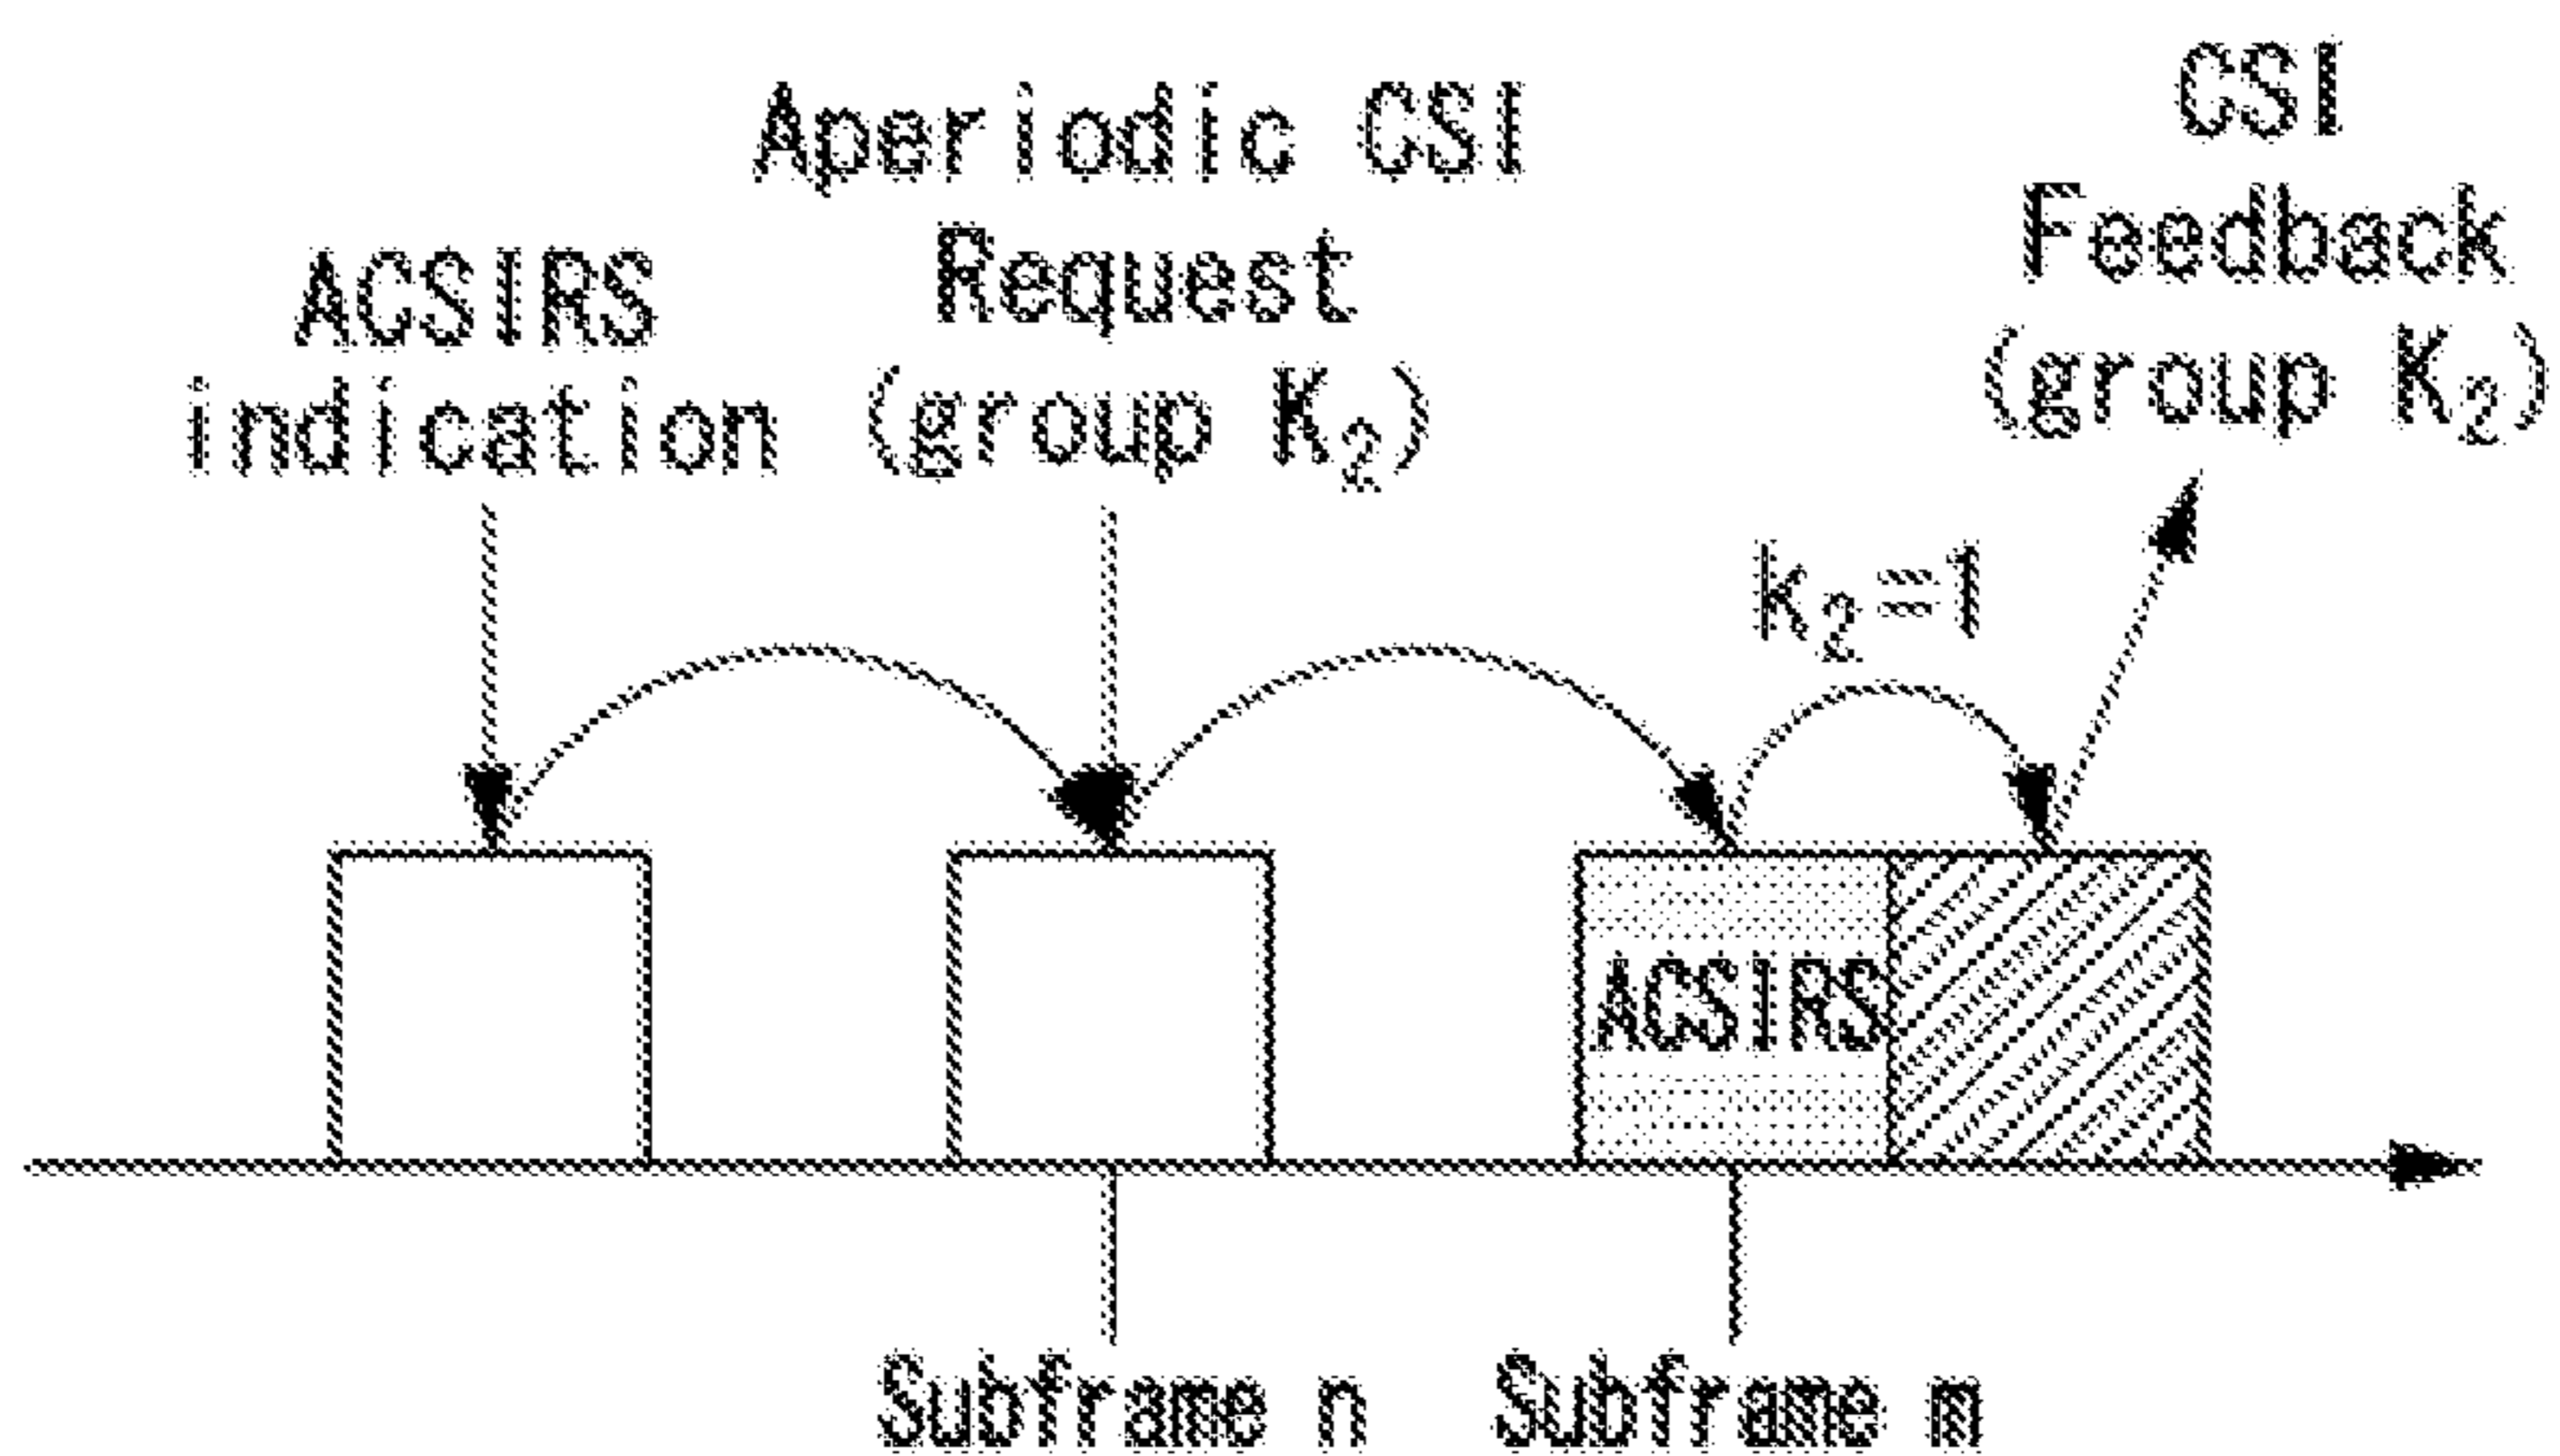 ACSIRS
indication
Aperiodic CSI
Request
(group K₂)
CSI
Feedback
(group K₂)
k₂=1
ACSIRS
Subframe n
Subframe m